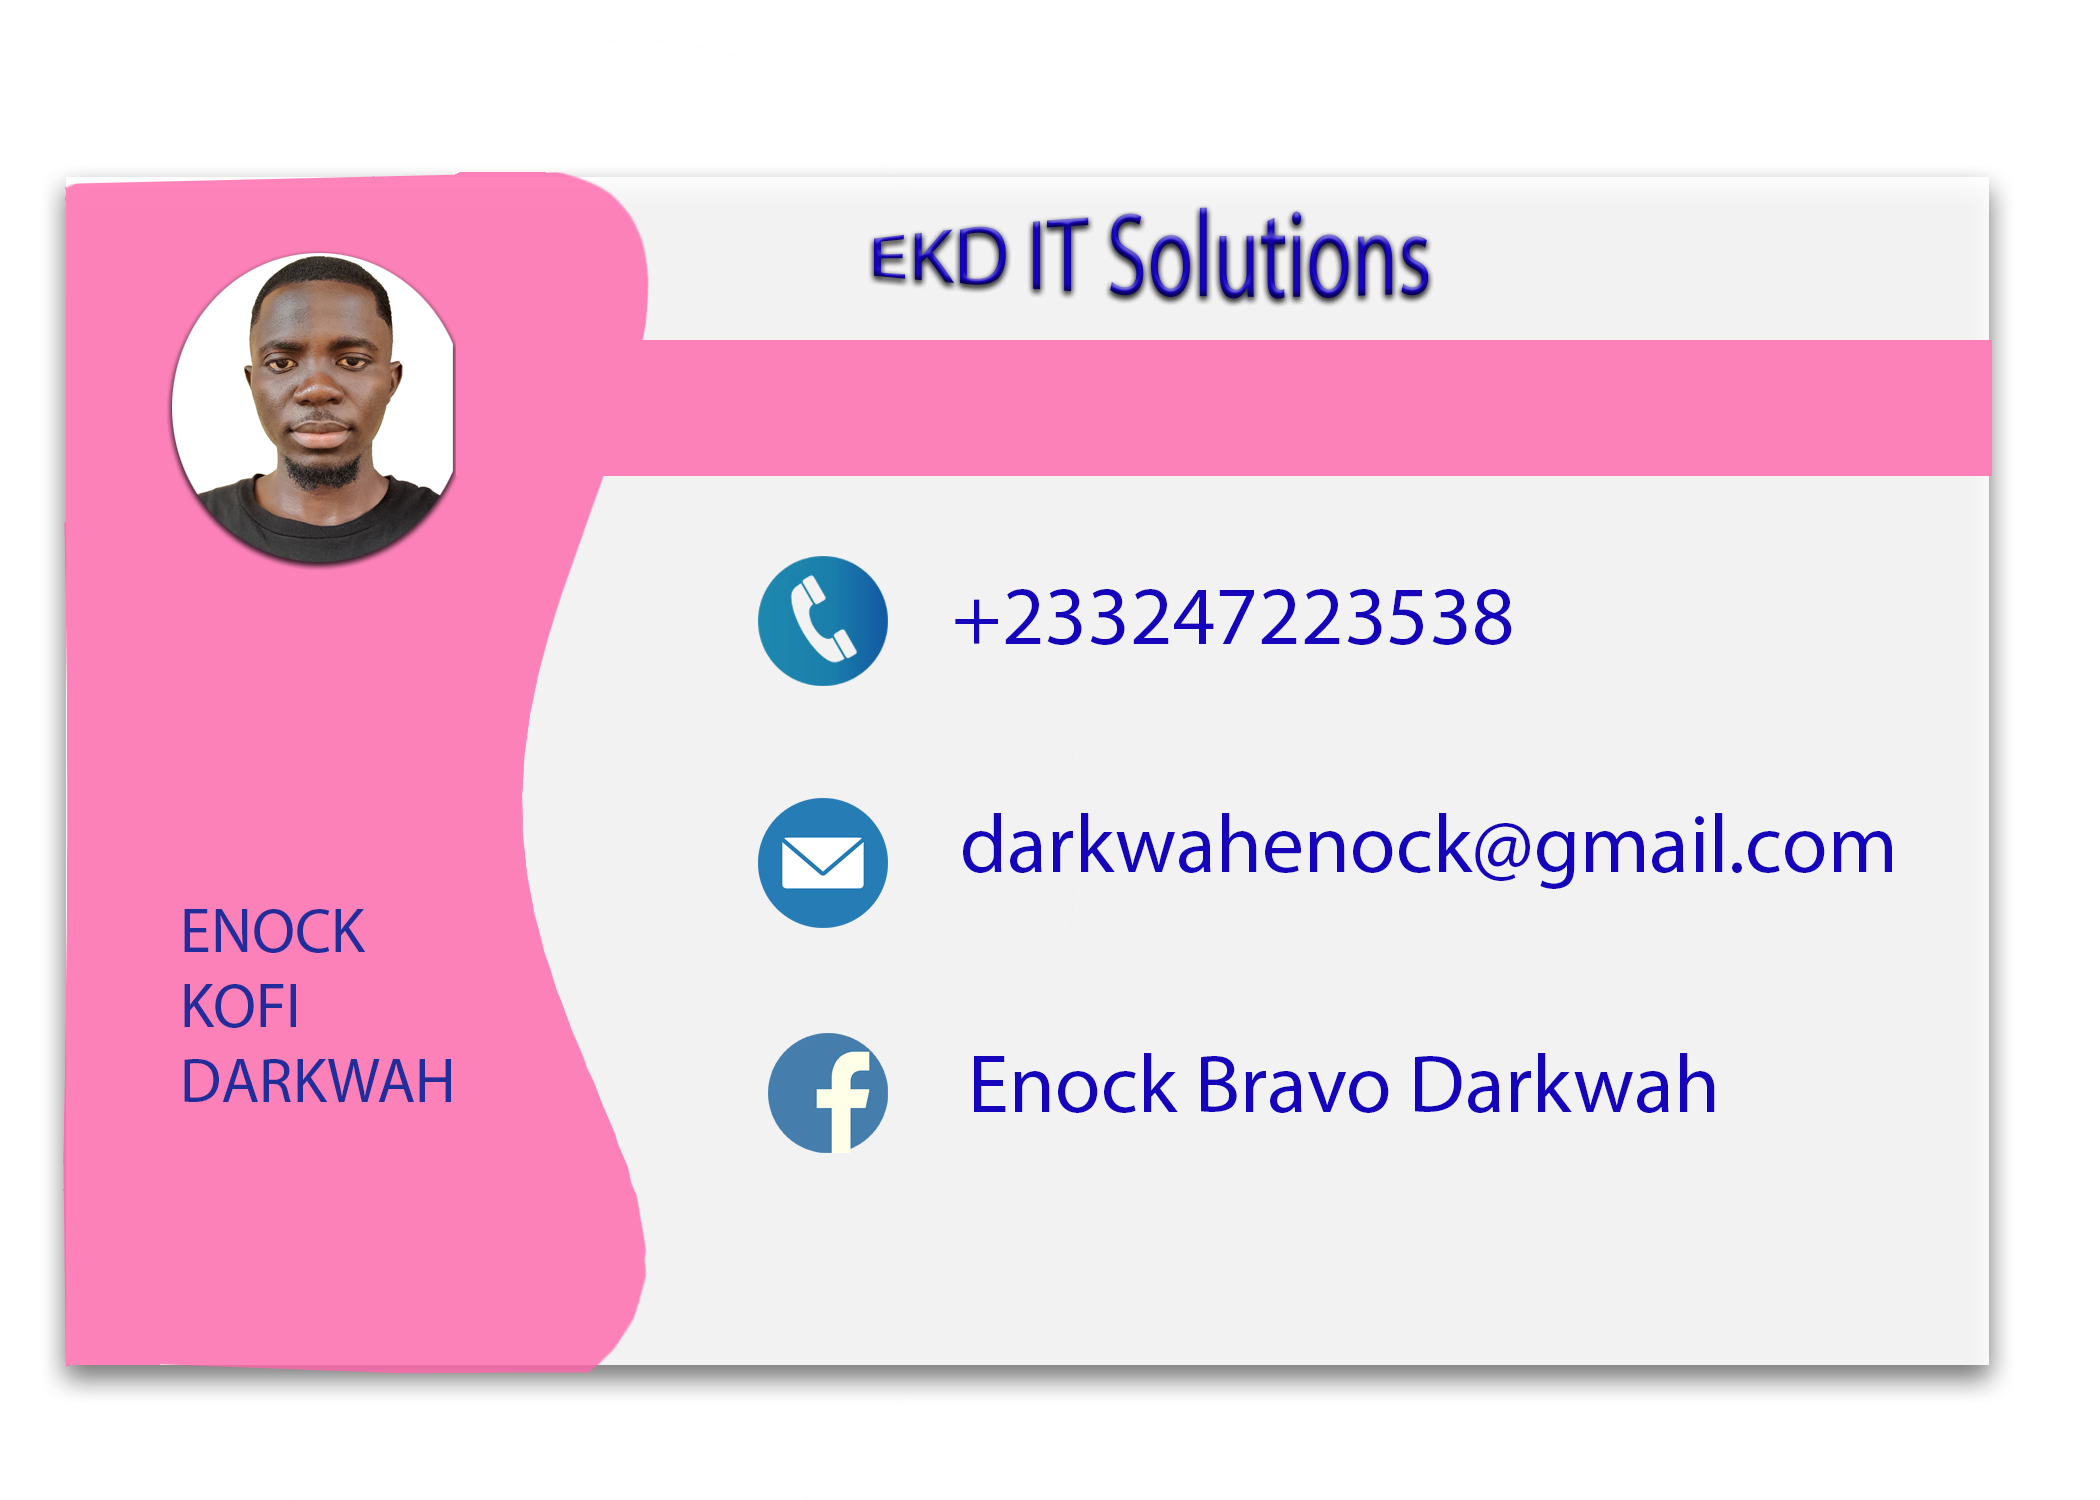 EKD IT Solutions
+233247223538
darkwahenock@gmail.com
Enock Bravo Darkwah
ENOCK
KOFI
DARKWAH